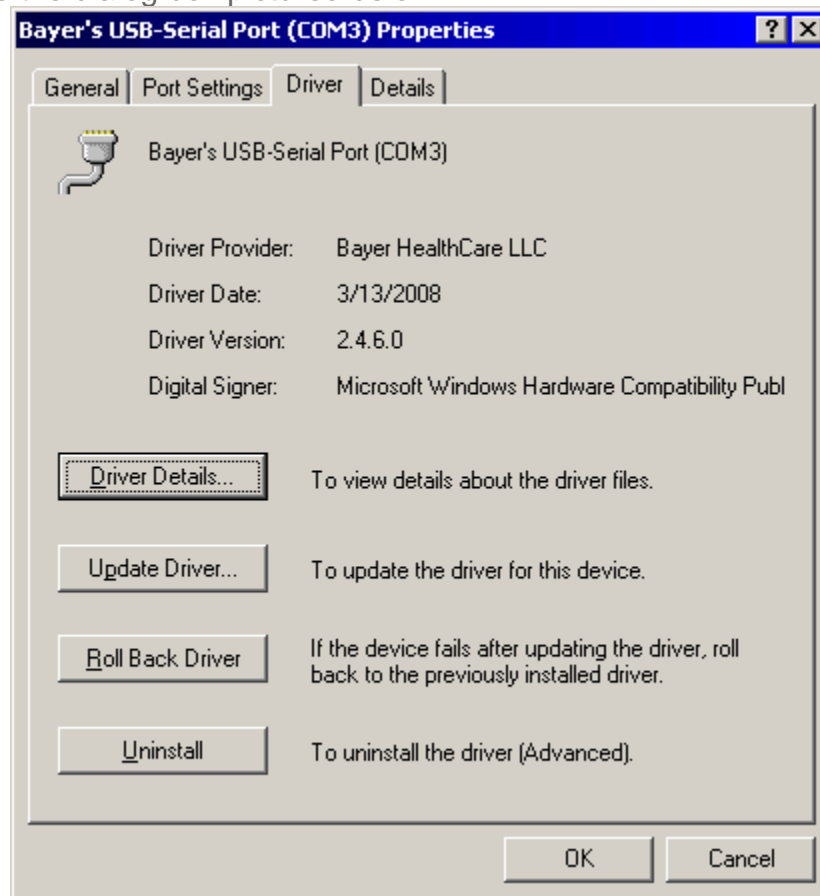 Bayer's USB-Serial Port (COM3) Properties
General Port Settings Driver Details
Bayer's USB-Serial Port (COM3)
Driver Provider: Bayer HealthCare LLC
Driver Date: 3/13/2008
Driver Version: 2.4.6.0
Digital Signer: Microsoft Windows Hardware Compatibility Publ
Driver Details... To view details about the driver files.
Update Driver... To update the driver for this device.
Roll Back Driver If the device fails after updating the driver, roll
back to the previously installed driver.
Uninstall To uninstall the driver (Advanced).
OK Cancel